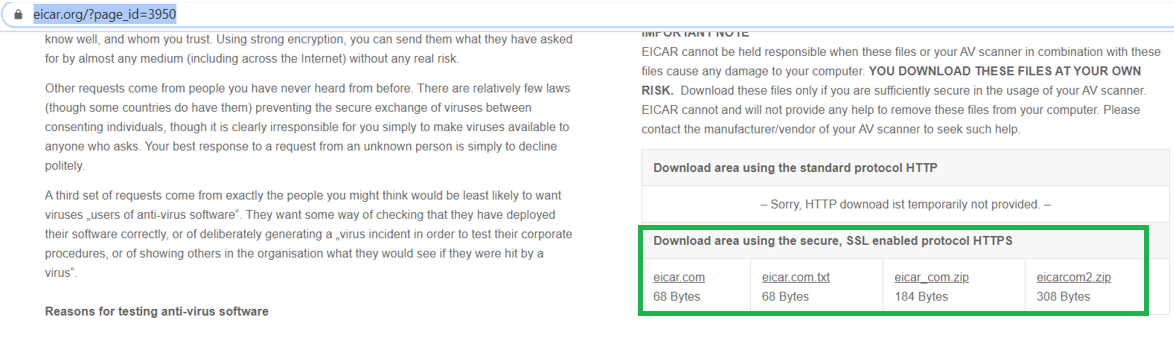 eicar.org/?page_id=3950
know well, and whom you trust. Using strong encryption, you can send them what they have asked
for by almost any medium (including across the Internet) without any real risk.
Other requests come from people you have never heard from before. There are relatively few laws
(though some countries do have them) preventing the secure exchange of viruses between
consenting individuals, though it is clearly irresponsible for you simply to make viruses available to
anyone who asks. Your best response to a request from an unknown person is simply to decline
politely.
A third set of requests come from exactly the people you might think would be least likely to want
viruses „users of anti-virus software“. They want some way of checking that they have deployed
their software correctly, or of deliberately generating a „virus incident in order to test their corporate
procedures, or of showing others in the organisation what they would see if they were hit by a
virus“.
Reasons for testing anti-virus software
IMPORTANT NOTE
EICAR cannot be held responsible when these files or your AV scanner in combination with these
files cause any damage to your computer. YOU DOWNLOAD THESE FILES AT YOUR OWN
RISK. Download these files only if you are sufficiently secure in the usage of your AV scanner.
EICAR cannot and will not provide any help to remove these files from your computer. Please
contact the manufacturer/vendor of your AV scanner to seek such help.
Download area using the standard protocol HTTP
– Sorry, HTTP downoad ist temporarily not provided. –
Download area using the secure, SSL enabled protocol HTTPS
eicar.com eicar.com.txt eicar_com.zip eicarcom2.zip
68 Bytes 68 Bytes 184 Bytes 308 Bytes